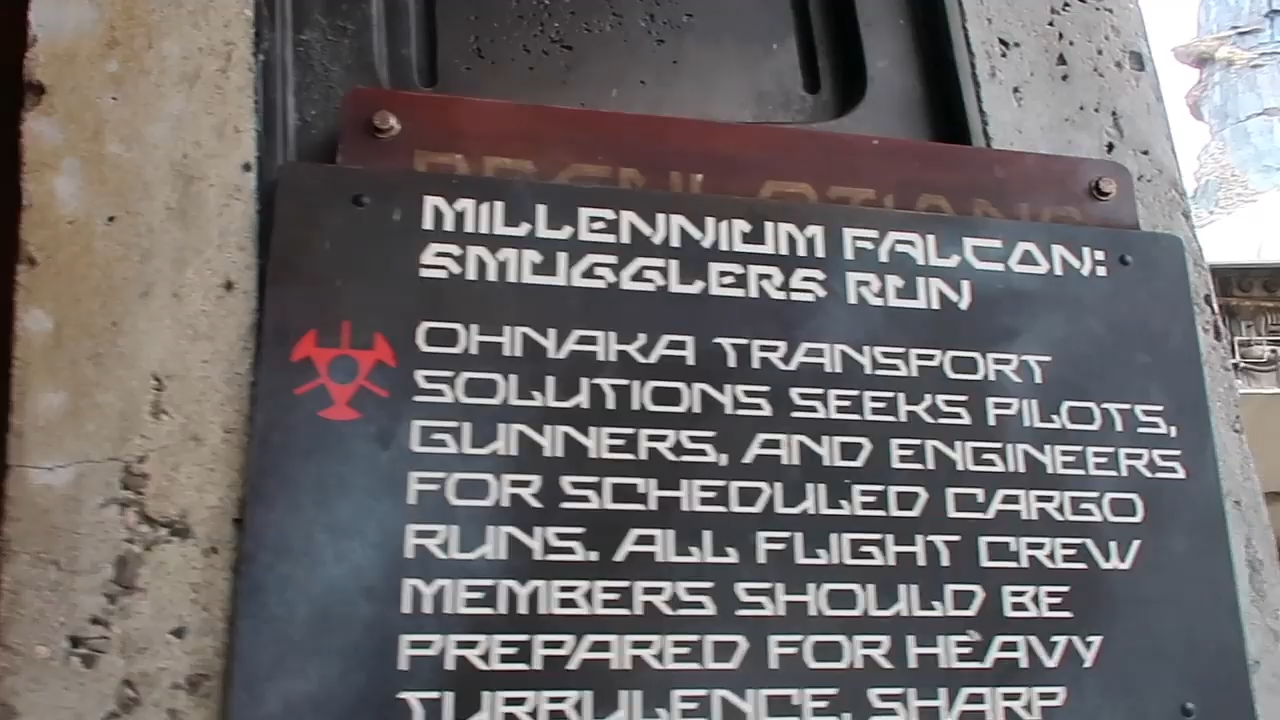 REGULATIONS
MILLENNIUM FALCON:
SMUGGLERS RUN
OHNAKA TRANSPORT
SOLUTIONS SEEKS PILOTS,
GUNNERS, AND ENGINEERS
FOR SCHEDULED CARGO
RUNS. ALL FLIGHT CREW
MEMBERS SHOULD BE
PREPARED FOR HEAVY
TURBULENCE, SHARP